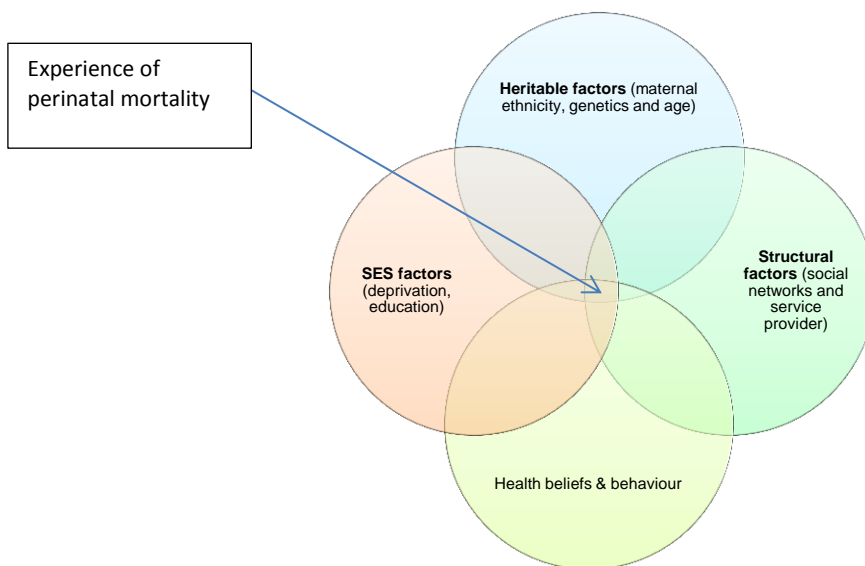 Experience of
perinatal mortality
Heritable factors (maternal
ethnicity, genetics and age)
SES factors
(deprivation,
education)
Structural
factors (social
networks and
service
provider)
Health beliefs & behaviour